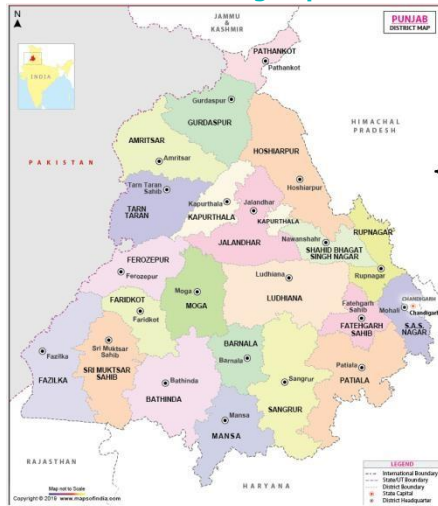 N
JAMMU
&
KASHMIR
PUNJAB
DISTRICT MAP
INDIA
PATHANKOT
Pathankot
Gurdaspur
GURDASPUR
HIMACHAL
PRADESH
AMRITSAR
Amritsar
HOSHIARPUR
Hoshiarpur
PAKISTAN
Tarn Taran
Sahib
TARN
TARAN
Kapurthala
KAPURTHALA
Jalandhar
KAPURTHALA
JALANDHAR
Nawanshahr
SHAHID BHAGAT
SINGH NAGAR
RUPNAGAR
Rupnagar
FEROZEPUR
Ferozepur
Moga
MOGA
Ludhiana
LUDHIANA
FARIDKOT
Faridkot
Fatehgarh
Sahib
FATEHGARH
SAHIB
CHANDIGARH
Mohali
Chandigarh
S.A.S.
NAGAR
Fazilka
FAZILKA
Sri Muktsar
Sahib
SRI MUKTSAR
SAHIB
BARNALA
Barnala
Bathinda
BATHINDA
Sangrur
SANGRUR
Patiala
PATIALA
Mansa
MANSA
RAJASTHAN
HARYANA
Map not to Scale
Copyright © 2019 www.mapsofindia.com
LEGEND
International Boundary
State/UT Boundary
District Boundary
State Capital
District Headquarter